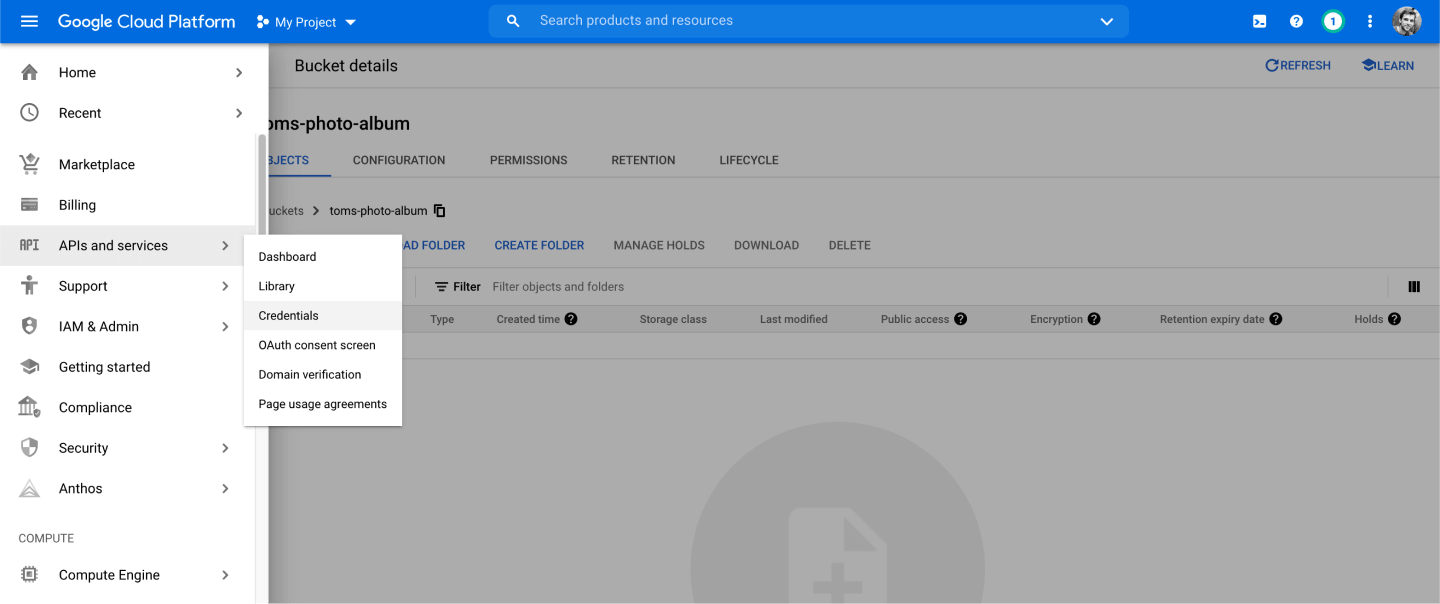 Google Cloud Platform
My Project
Search products and resources
1
Home
Recent
Marketplace
Billing
API APIs and services
Support
IAM & Admin
Getting started
Compliance
Security
Anthos
COMPUTE
Compute Engine
Dashboard
Library
Credentials
OAuth consent screen
Domain verification
Page usage agreements
Bucket details
REFRESH
LEARN
oms-photo-album
BJECTS
CONFIGURATION
PERMISSIONS
RETENTION
LIFECYCLE
uckets
toms-photo-album
AD FOLDER
CREATE FOLDER
MANAGE HOLDS
DOWNLOAD
DELETE
Filter
Filter objects and folders
Type
Created time
Storage class
Last modified
Public access
Encryption
Retention expiry date
Holds